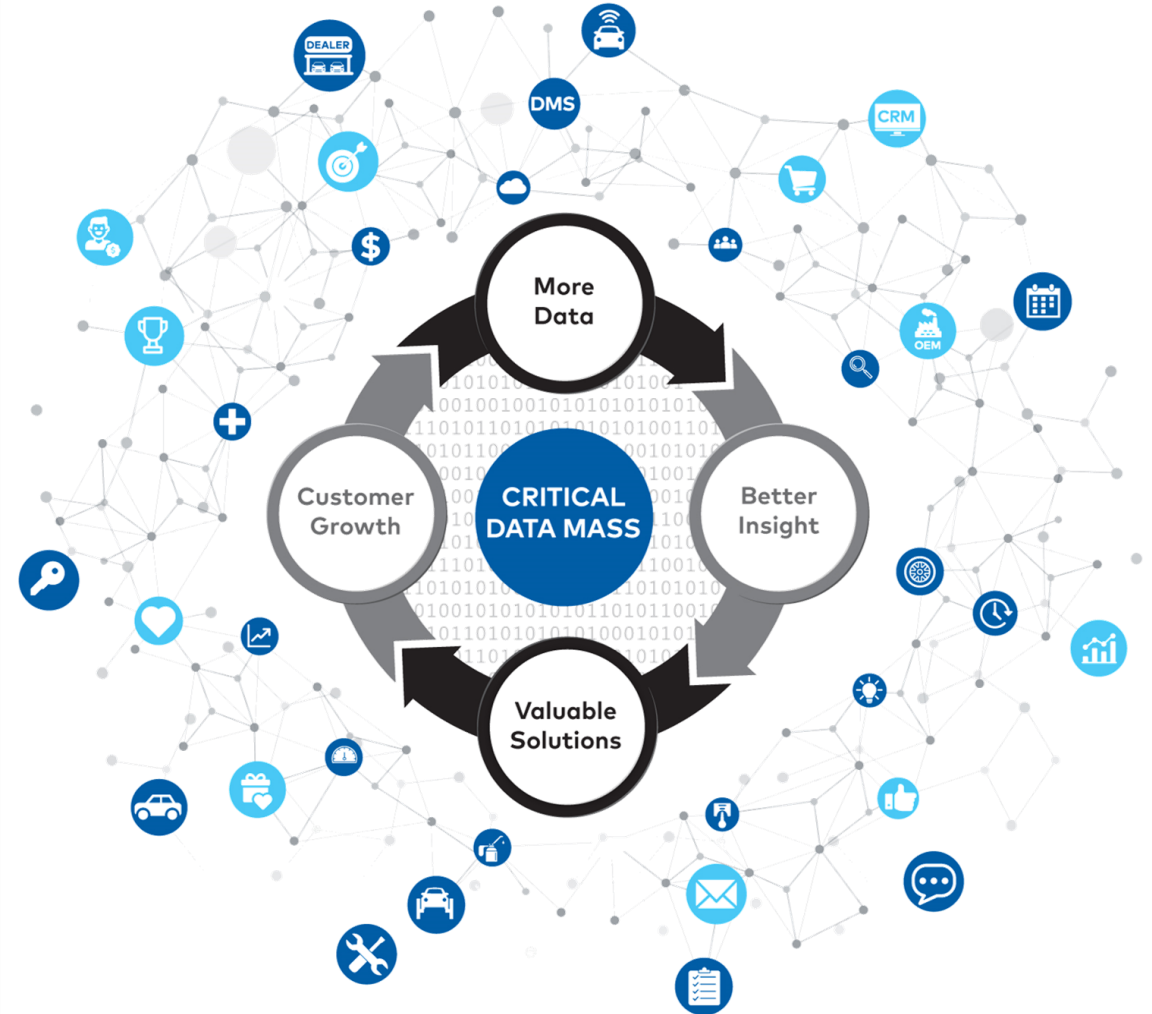 DEALER
DMS
CRM
$
More
Data
OEM
Customer
Growth
CRITICAL
DATA MASS
Better
Insight
Valuable
Solutions